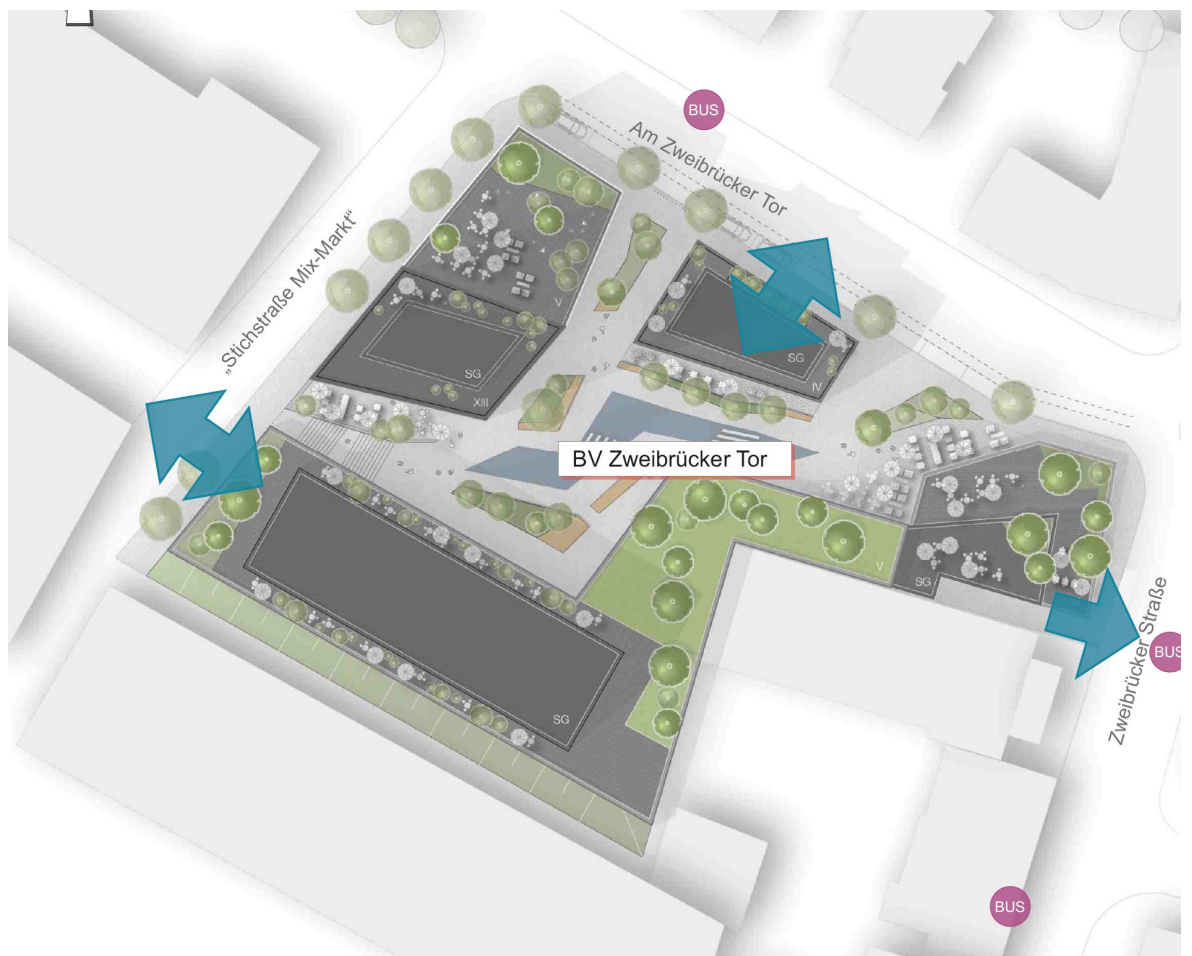 BUS
Am Zweibrücker Tor
„Stichstraße Mix-Markt“
V
SG
XIII
SG
IV
BV Zweibrücker Tor
V
SG
SG
Zweibrücker Straße
BUS
BUS